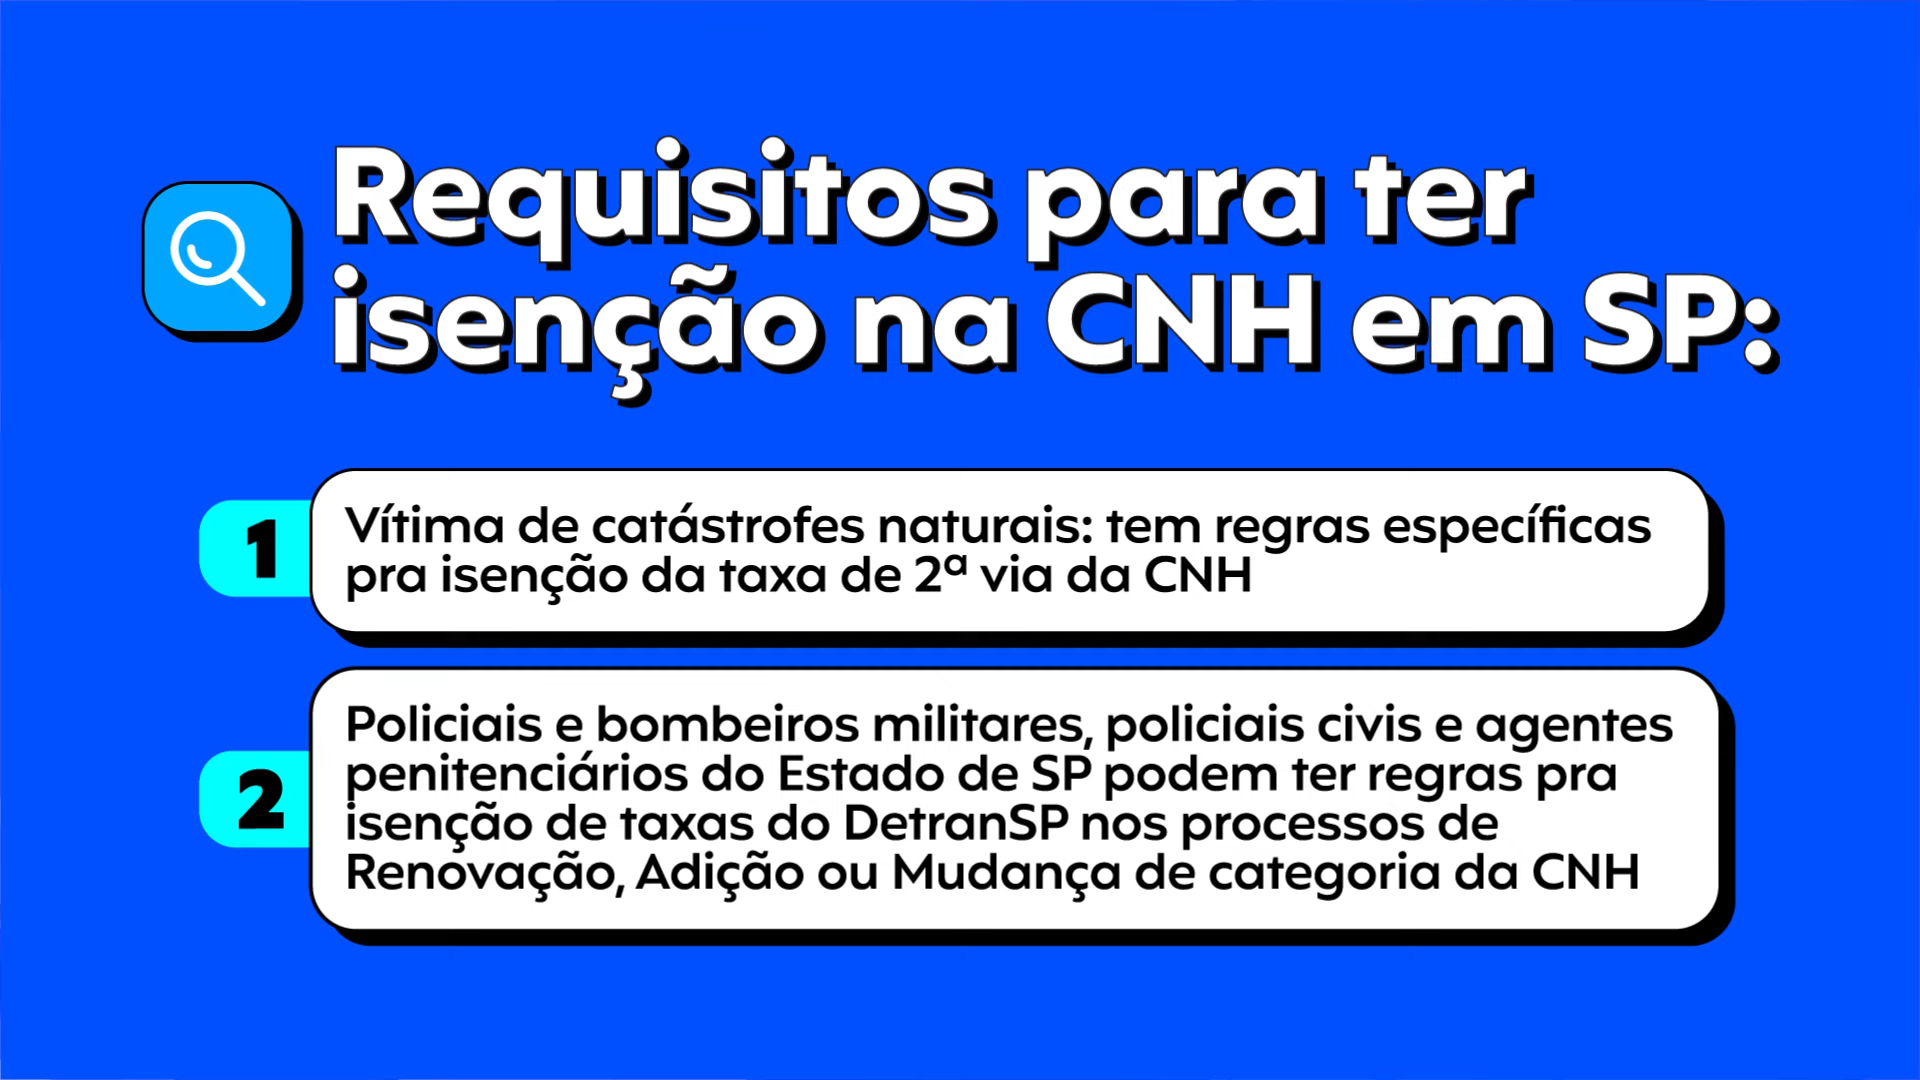 Requisitos para ter
isenção na CNH em SP:
1
Vítima de catástrofes naturais: tem regras específicas
pra isenção da taxa de 2ª via da CNH
2
Policiais e bombeiros militares, policiais civis e agentes
penitenciários do Estado de SP podem ter regras pra
isenção de taxas do DetranSP nos processos de
Renovação, Adição ou Mudança de categoria da CNH